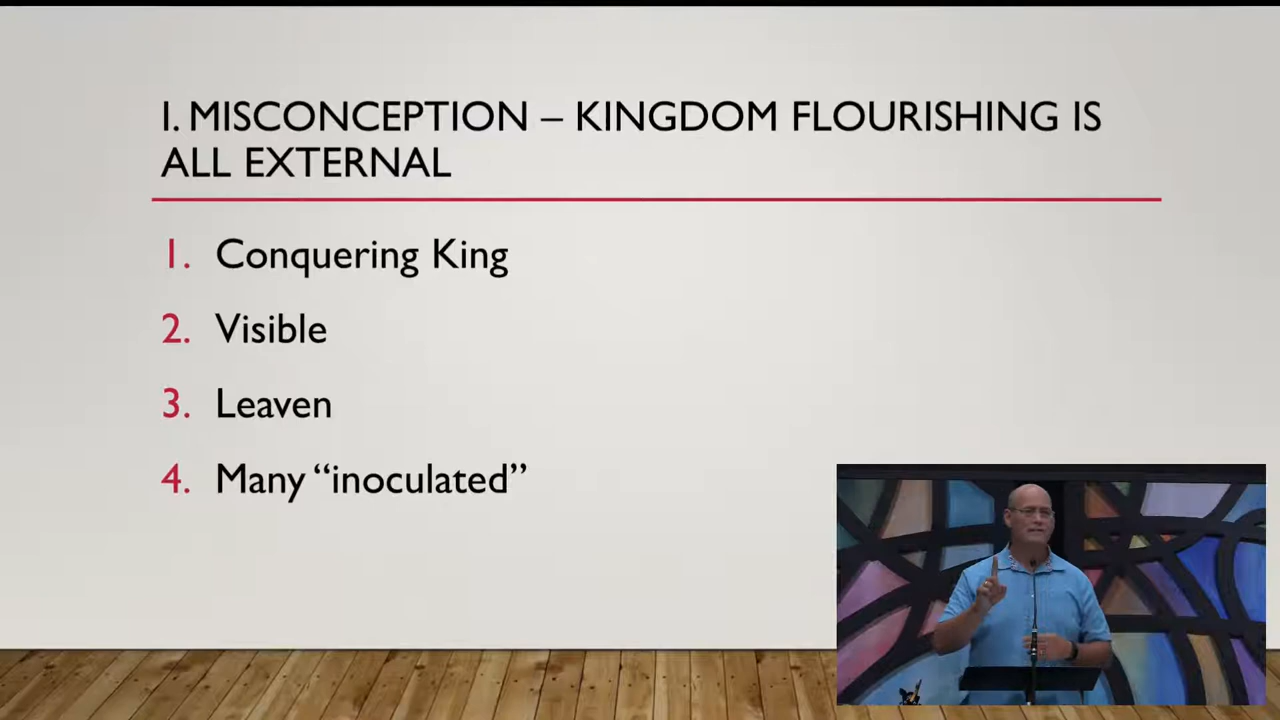 I. MISCONCEPTION – KINGDOM FLOURISHING IS
ALL EXTERNAL
1. Conquering King
2. Visible
3. Leaven
4. Many “inoculated”